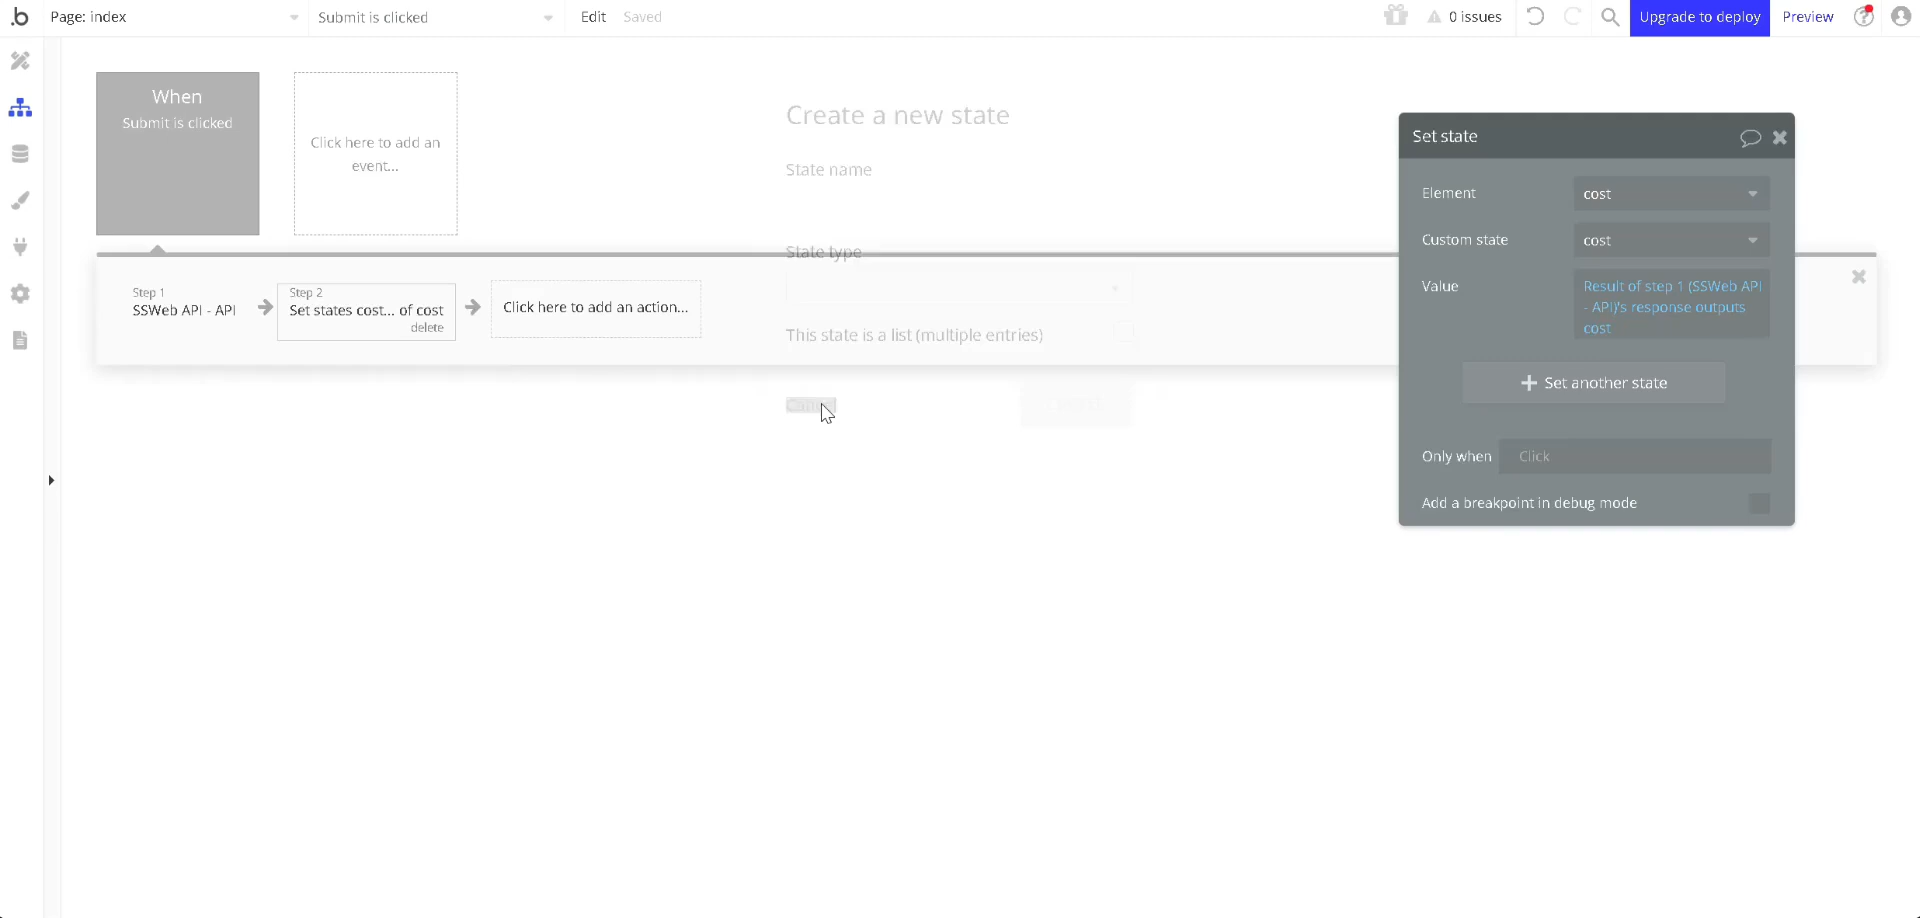 .b Page: index Submit is clicked Edit Saved 0 issues Upgrade to deploy Preview
When
Submit is clicked
Click here to add an
event...
Create a new state
State name
State type
This state is a list (multiple entries)
Step 1
SSWeb API - API
Step 2
Set states cost... of cost
delete
Click here to add an action...
Set state
Element cost
Custom state cost
Value Result of step 1 (SSWeb API
- API)'s response outputs
cost
+ Set another state
Only when Click
Add a breakpoint in debug mode